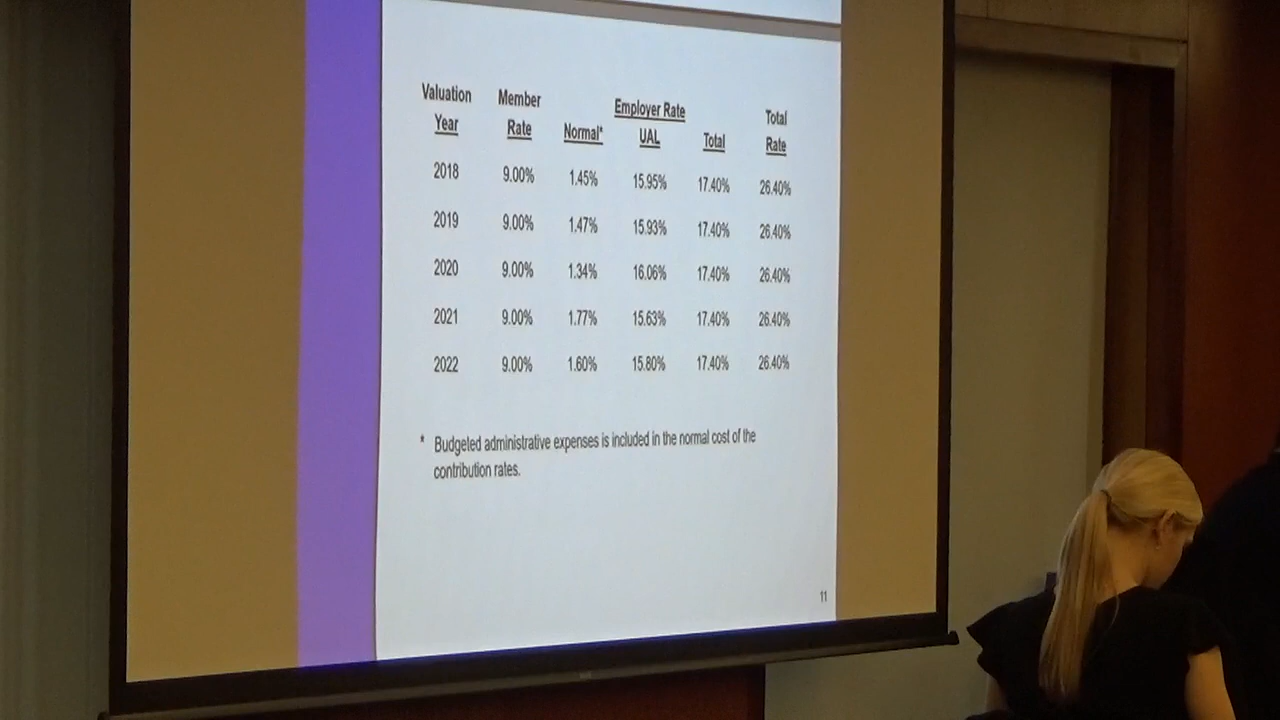 Valuation Member Employer Rate Total
Year Rate Normal* UAL Total Rate
2018 9.00% 1.45% 15.95% 17.40% 26.40%
2019 9.00% 1.47% 15.93% 17.40% 26.40%
2020 9.00% 1.34% 16.06% 17.40% 26.40%
2021 9.00% 1.77% 15.63% 17.40% 26.40%
2022 9.00% 1.60% 15.80% 17.40% 26.40%
* Budgeted administrative expenses is included in the normal cost of the
contribution rates.
11